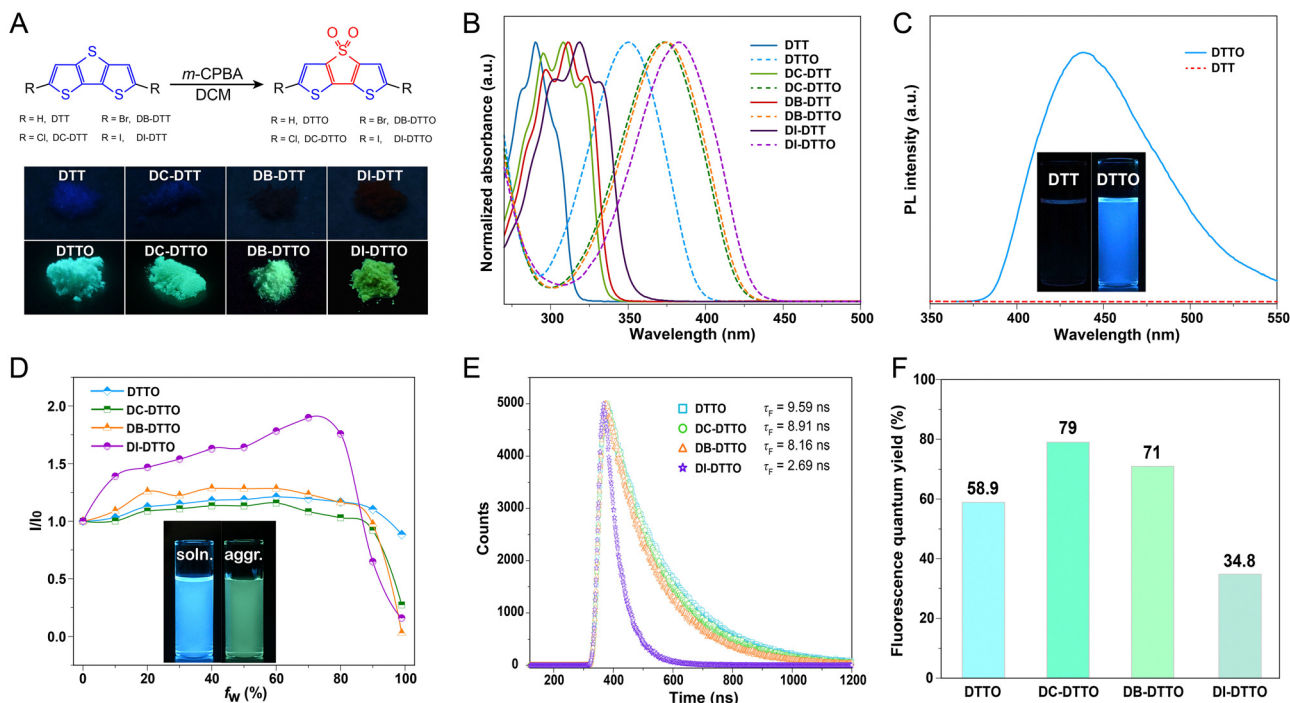 A
S
S
S
R
R
m-CPBA
DCM
O
O
S
S
S
R
R
R = H, DTT
R = Br, DB-DTT
R = Cl, DC-DTT
R = I, DI-DTT
R = H, DTTO
R = Br, DB-DTTO
R = Cl, DC-DTTO
R = I, DI-DTTO
DTT
DC-DTT
DB-DTT
DI-DTT
DTTO
DC-DTTO
DB-DTTO
DI-DTTO
B
Normalized absorbance (a.u.)
DTT
DTTO
DC-DTT
DC-DTTO
DB-DTT
DB-DTTO
DI-DTT
DI-DTTO
300
350
400
450
500
Wavelength (nm)
C
PL intensity (a.u.)
DTTO
DTT
DTT
DTTO
350
400
450
500
550
Wavelength (nm)
D
I/I₀
2.0
1.5
1.0
0.5
0.0
DTTO
DC-DTTO
DB-DTTO
DI-DTTO
soln.
aggr.
0
20
40
60
80
100
fw (%)
E
Counts
5000
4000
3000
2000
1000
0
DTTO τF = 9.59 ns
DC-DTTO τF = 8.91 ns
DB-DTTO τF = 8.16 ns
DI-DTTO τF = 2.69 ns
200
400
600
800
1000
1200
Time (ns)
F
Fluorescence quantum yield (%)
100
80
60
40
20
0
58.9
79
71
34.8
DTTO
DC-DTTO
DB-DTTO
DI-DTTO